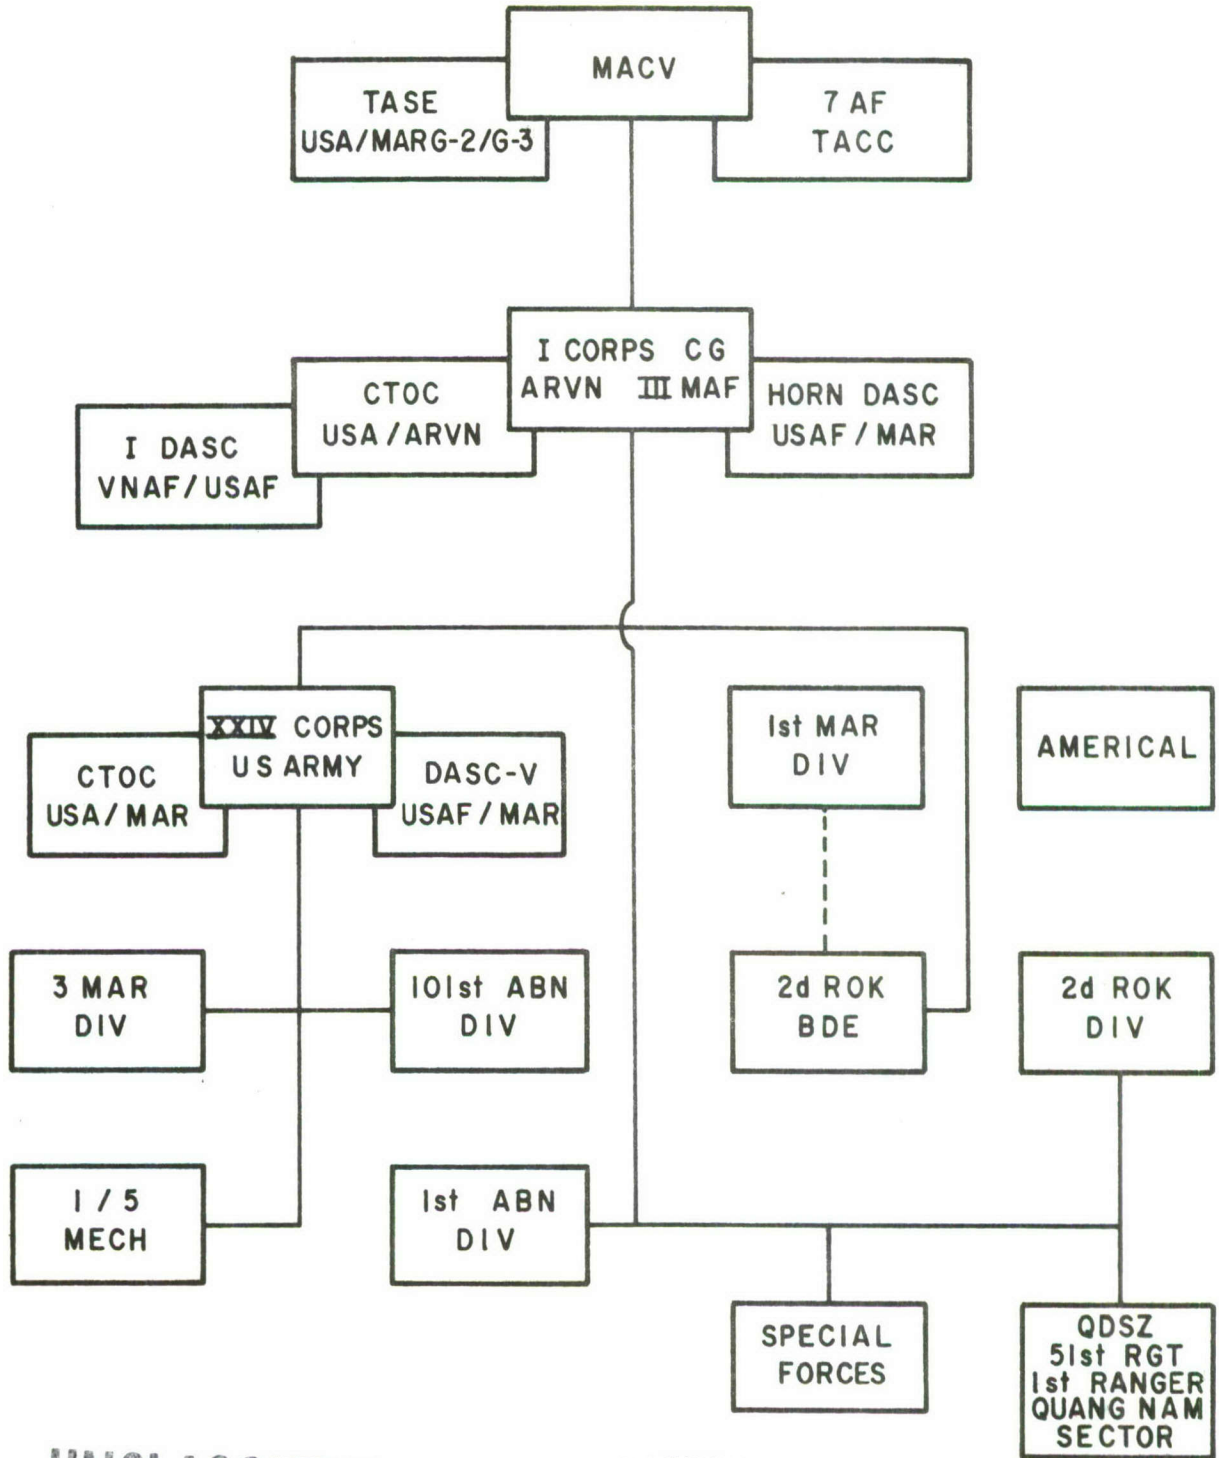 MACV
TASE
USA/MARG-2/G-3
7 AF
TACC
I CORPS CG
ARVN III MAF
CTOC
USA/ARVN
HORN DASC
USAF/MAR
I DASC
VNAF/USAF
XXIV CORPS
US ARMY
CTOC
USA/MAR
DASC-V
USAF/MAR
1st MAR
DIV
AMERICAL
3 MAR
DIV
101st ABN
DIV
2d ROK
BDE
2d ROK
DIV
1/5
MECH
1st ABN
DIV
SPECIAL
FORCES
QDSZ
51st RGT
1st RANGER
QUANG NAM
SECTOR